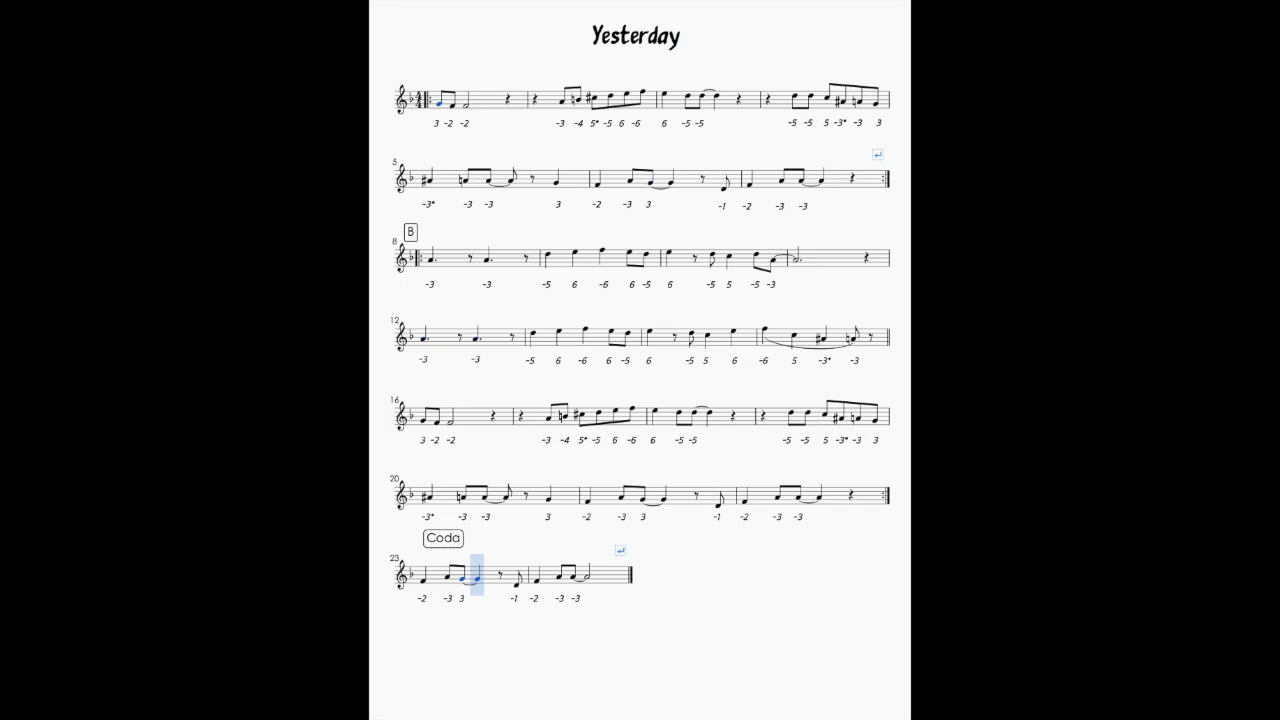 Yesterday
3 -2 -2 -3 -4 5* -5 6 -6 6 -5 -5 -5 -5 5 -3* -3 3
5
-3* -3 -3 3 -2 -3 3 -1 -2 -3 -3
B
8
-3 -3 -5 6 -6 6 -5 6 -5 5 -5 -3
12
-3 -3 -5 6 -6 6 -5 6 -5 5 6 -6 5 -3* -3
16
3 -2 -2 -3 -4 5* -5 6 -6 6 -5 -5 -5 -5 5 -3* -3 3
20
-3* -3 -3 3 -2 -3 3 -1 -2 -3 -3
Coda
23
-2 -3 3 -1 -2 -3 -3